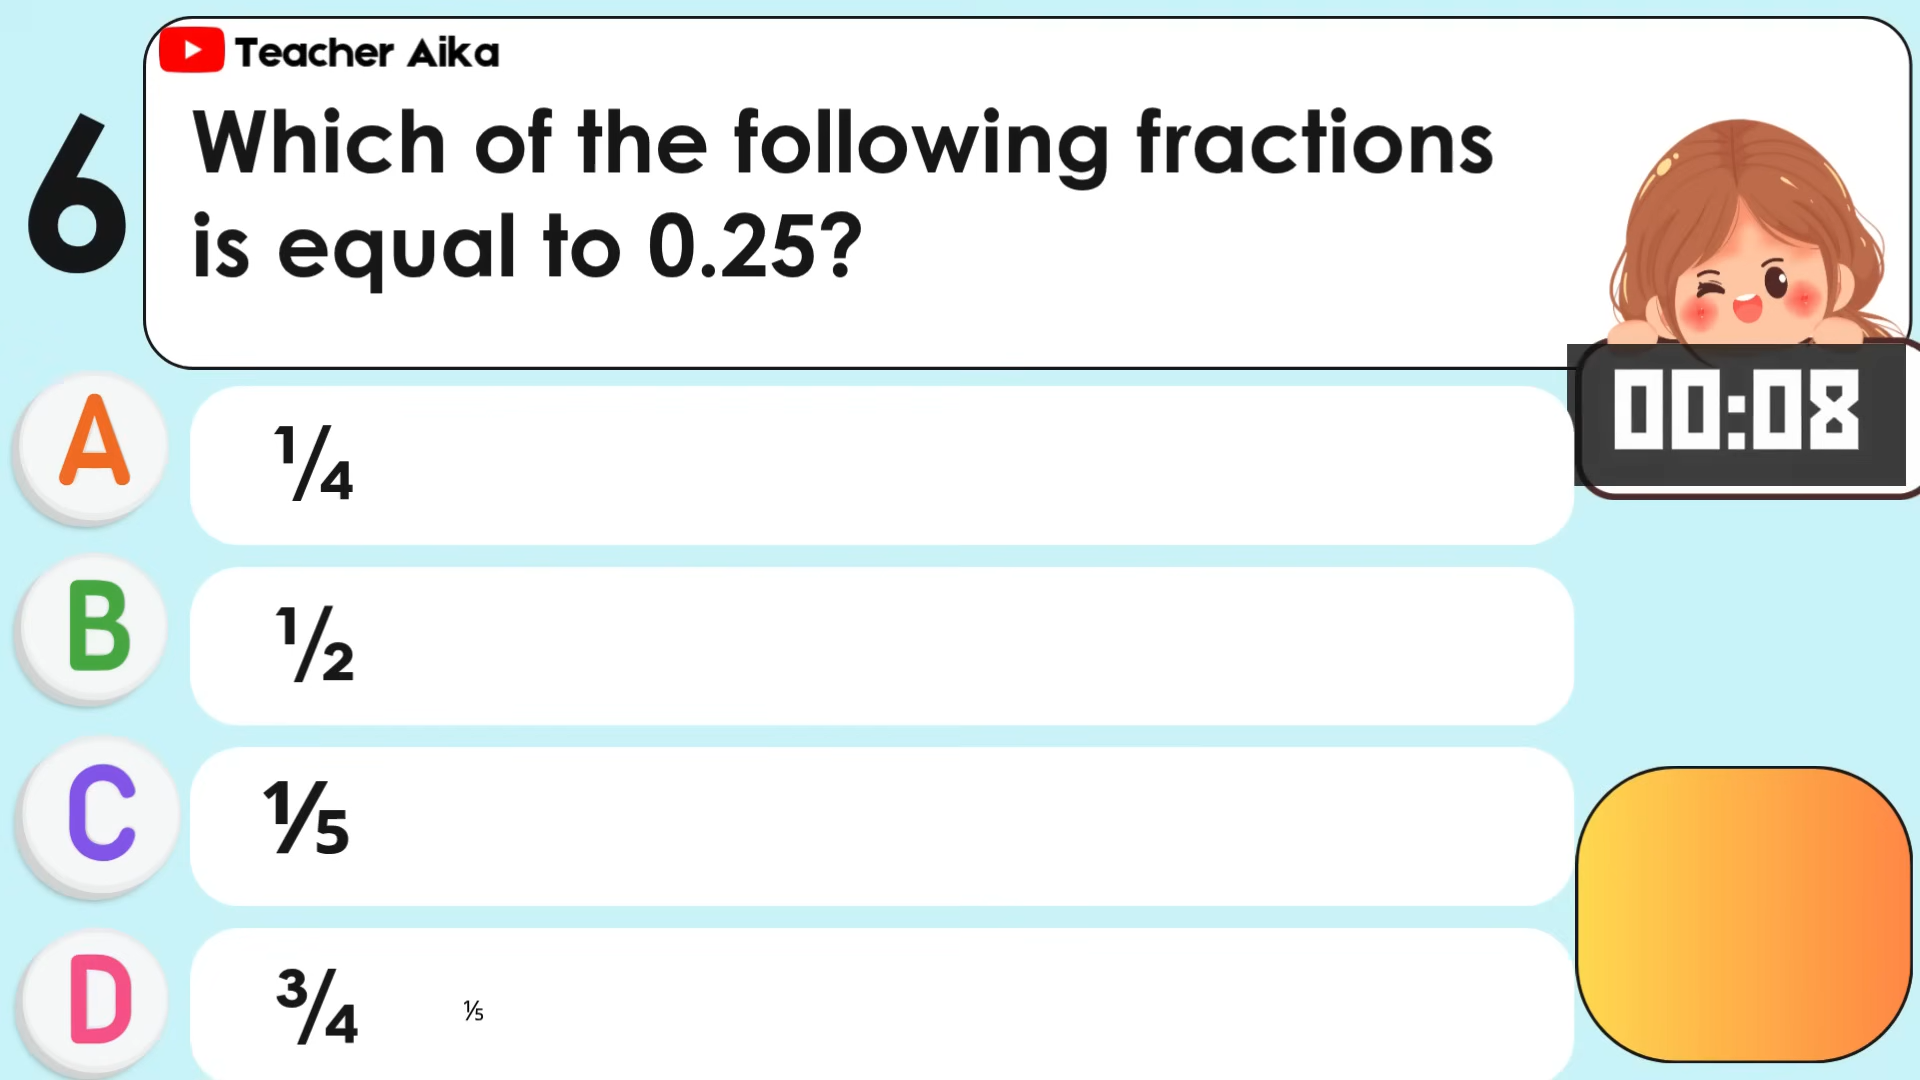 Teacher Aika
6
Which of the following fractions
is equal to 0.25?
00:08
A
¼
B
½
C
⅕
D
¾
⅕